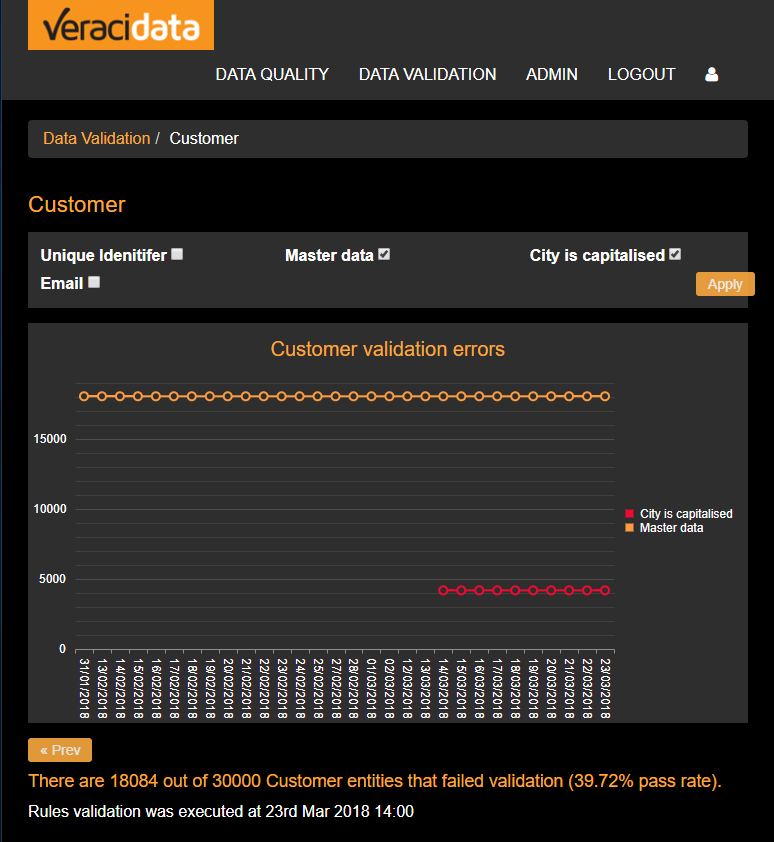 veracidata
DATA QUALITY DATA VALIDATION ADMIN LOGOUT
Data Validation / Customer
Customer
Unique Idenitifer Master data City is capitalised
Email Apply
Customer validation errors
15000
10000
5000
0
City is capitalised
Master data
31/01/2018
13/02/2018
14/02/2018
15/02/2018
16/02/2018
17/02/2018
18/02/2018
19/02/2018
20/02/2018
21/02/2018
22/02/2018
23/02/2018
24/02/2018
25/02/2018
27/02/2018
28/02/2018
01/03/2018
02/03/2018
12/03/2018
13/03/2018
14/03/2018
15/03/2018
16/03/2018
17/03/2018
18/03/2018
19/03/2018
20/03/2018
21/03/2018
22/03/2018
23/03/2018
« Prev
There are 18084 out of 30000 Customer entities that failed validation (39.72% pass rate).
Rules validation was executed at 23rd Mar 2018 14:00